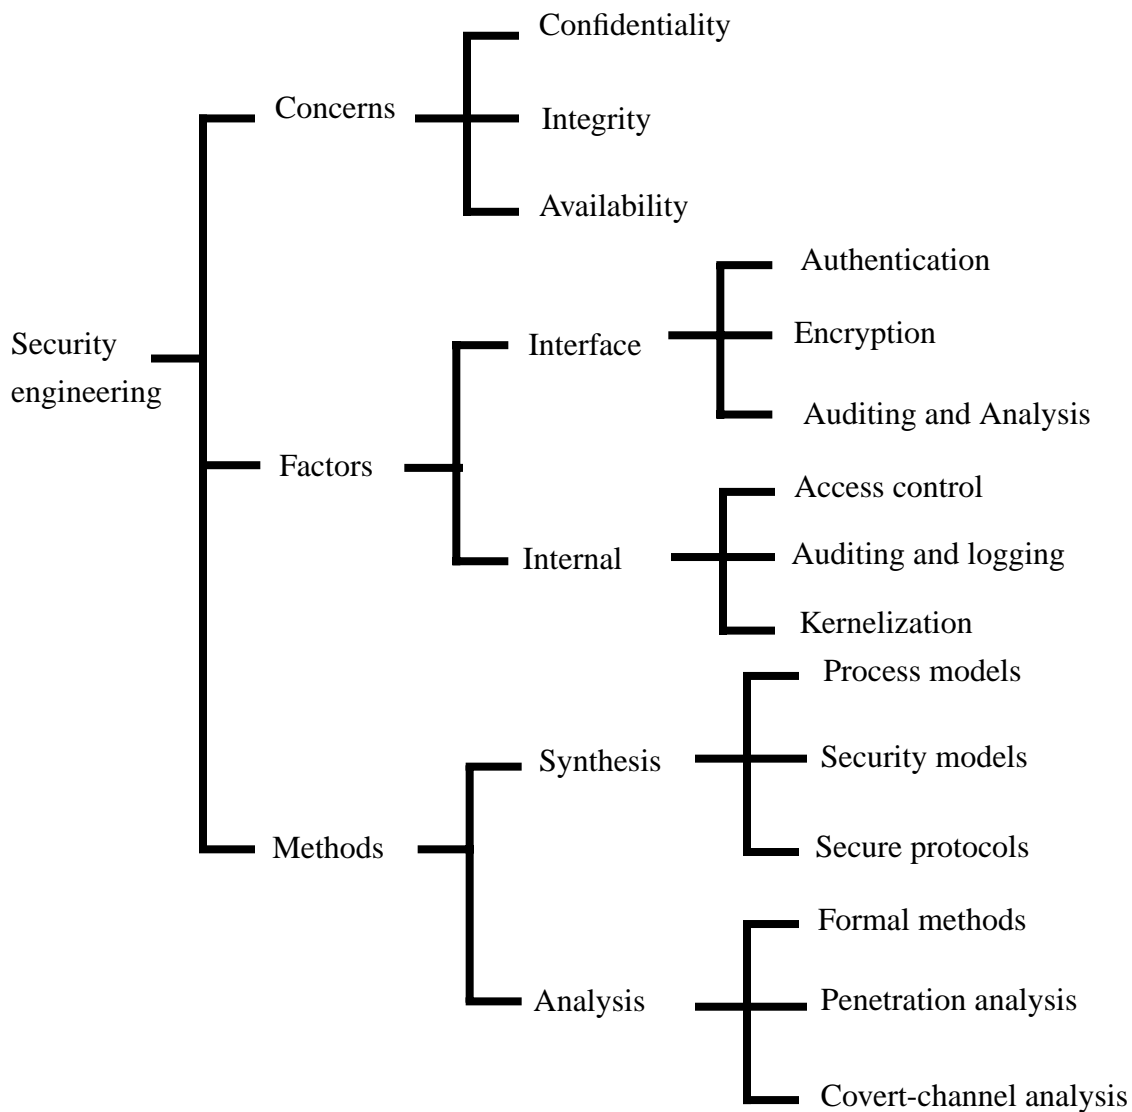 Confidentiality
Concerns
Integrity
Availability
Authentication
Security
engineering
Interface
Encryption
Auditing and Analysis
Factors
Access control
Internal
Auditing and logging
Kernelization
Process models
Synthesis
Security models
Methods
Secure protocols
Formal methods
Analysis
Penetration analysis
Covert-channel analysis